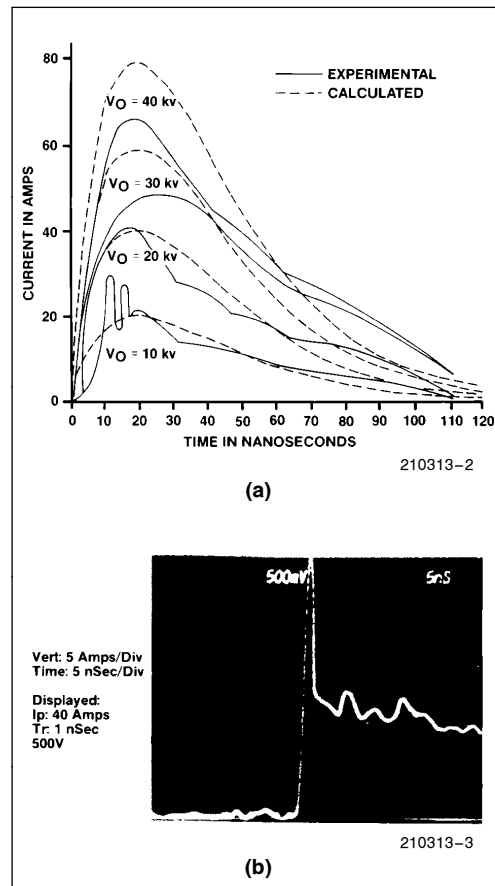 80
60
40
20
0
CURRENT IN AMPS
EXPERIMENTAL
CALCULATED
VO = 40 kv
VO = 30 kv
VO = 20 kv
VO = 10 kv
0 10 20 30 40 50 60 70 80 90 100 110 120
TIME IN NANOSECONDS
210313–2
(a)
500mV 5nS
Vert: 5 Amps/Div
Time: 5 nSec/Div
Displayed:
Ip: 40 Amps
Tr: 1 nSec
500V
210313–3
(b)